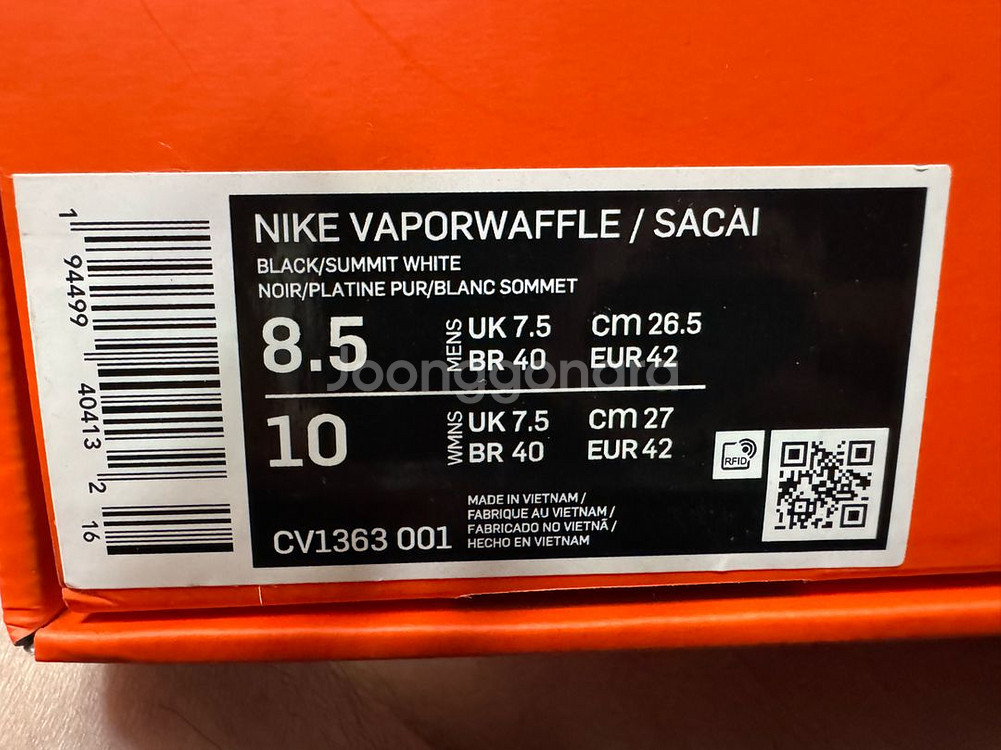 NIKE VAPORWAFFLE / SACAI
BLACK/SUMMIT WHITE
NOIR/PLATINE PUR/BLANC SOMMET
8.5 MENS UK 7.5 cm 26.5
BR 40 EUR 42
Joonggonara
10 WMNS UK 7.5 cm 27
BR 40 EUR 42
RFID
MADE IN VIETNAM /
FABRIQUE AU VIETNAM /
FABRICADO NO VIETNÃ /
HECHO EN VIETNAM
CV1363 001
1 94499 40413 2 16